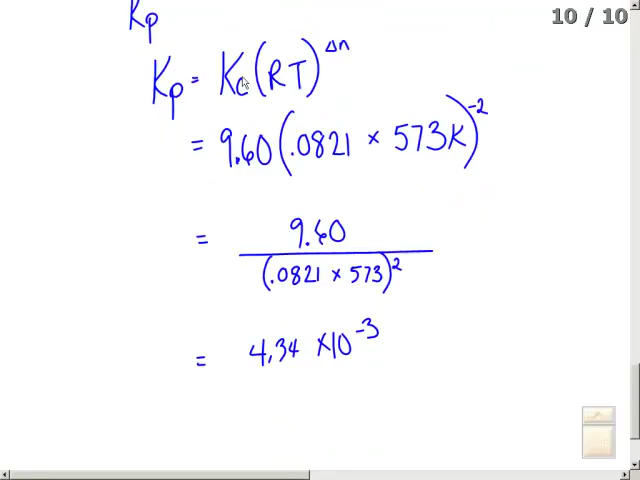 10 / 10
Kp
Kp = Kc (RT)^Δn
= 9.60 (.0821 × 573K)^-2
= 9.60 / (.0821 × 573)^2
= 4.34 ×10^-3